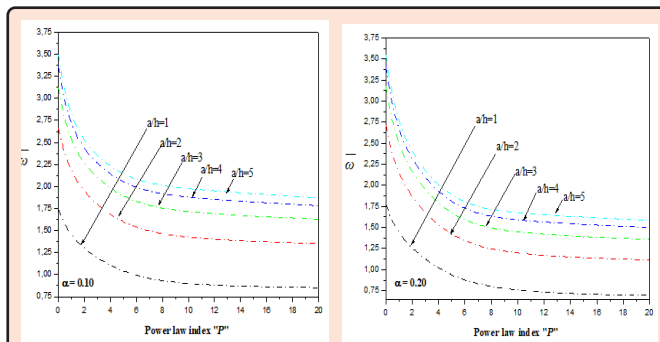 3,75
3,50
3,25
3,00
2,75
2,50
2,25
2,00
1,75
1,50
1,25
1,00
0,75
ω
a/h=1
a/h=2
a/h=3
a/h=4
a/h=5
α= 0.10
0 2 4 6 8 10 12 14 16 18 20
Power law index "P"
3,75
3,50
3,25
3,00
2,75
2,50
2,25
2,00
1,75
1,50
1,25
1,00
0,75
ω
a/h=1
a/h=2
a/h=3
a/h=4
a/h=5
α= 0.20
0 2 4 6 8 10 12 14 16 18 20
Power law index "P"